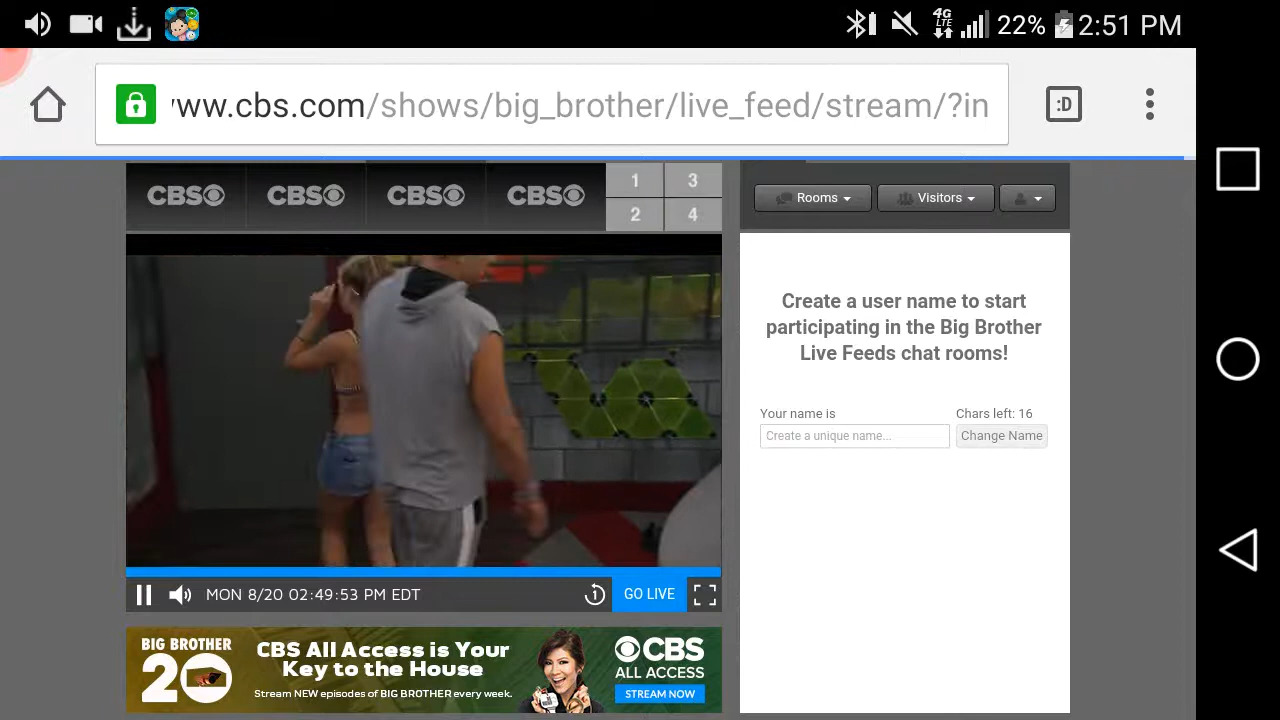 22% 2:51 PM
4G
LTE
www.cbs.com/shows/big_brother/live_feed/stream/?in
:D
CBS CBS CBS CBS
1 3
2 4
Rooms Visitors
Create a user name to start
participating in the Big Brother
Live Feeds chat rooms!
Your name is Chars left: 16
Create a unique name... Change Name
MON 8/20 02:49:53 PM EDT
1
GO LIVE
BIG BROTHER
20
CBS All Access is Your
Key to the House
Stream NEW episodes of BIG BROTHER every week.
CBS
ALL ACCESS
STREAM NOW